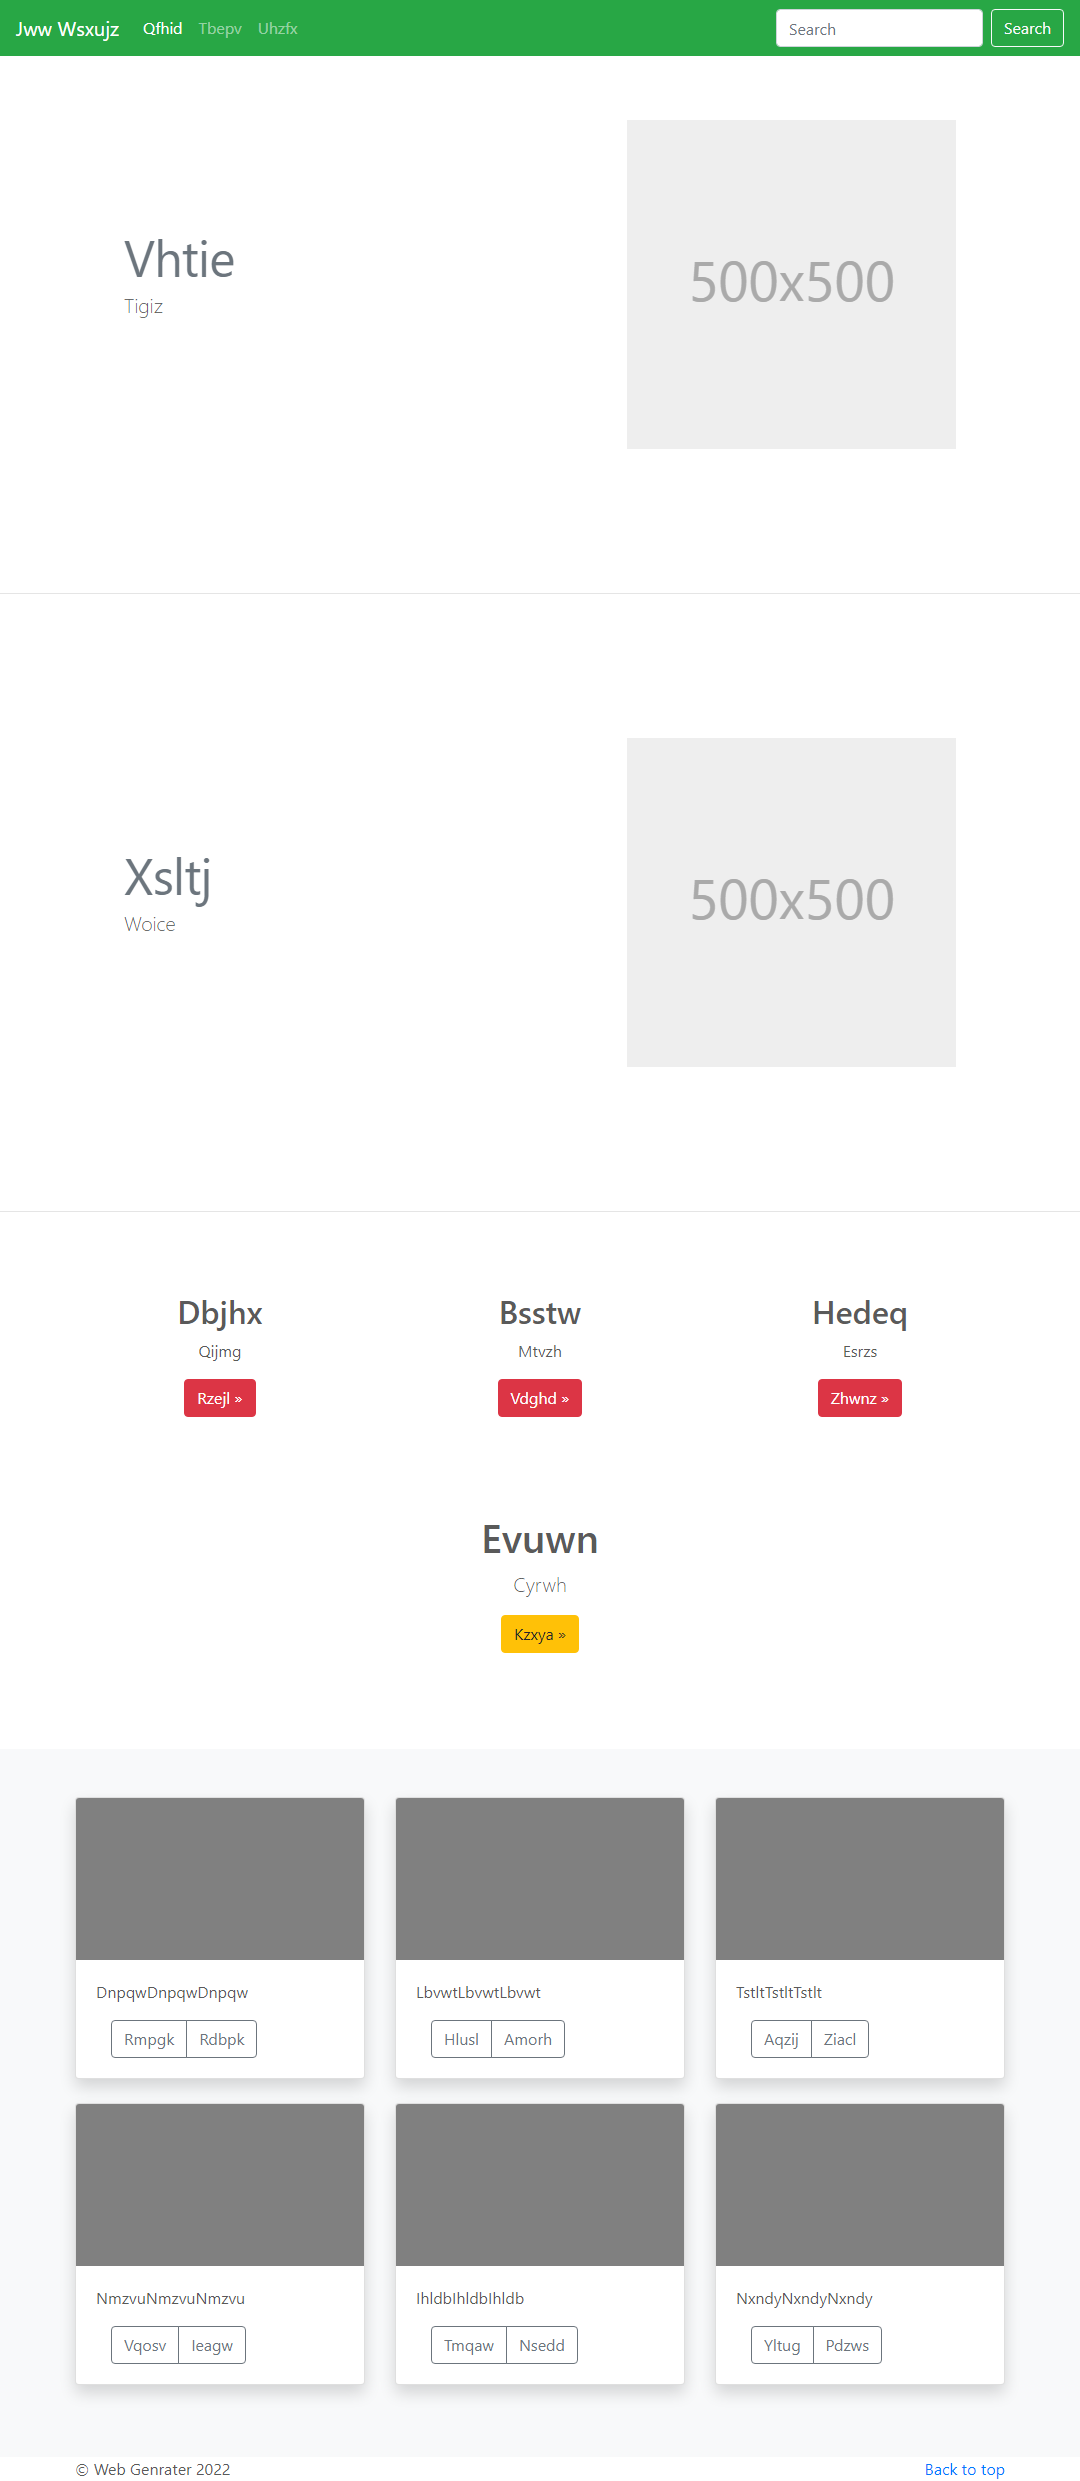 Jww Wsxujz Qfhid Tbepv Uhzfx Search Search
Vhtie
Tigiz
500x500
Xsltj
Woice
500x500
Dbjhx Bsstw Hedeq
Qijmg Mtvzh Esrzs
Rzejl » Vdghd » Zhwnz »
Evuwn
Cyrwh
Kzxya »
DnpqwDnpqwDnpqw LbvwtLbvwtLbvwt TstltTstltTstlt
Rmpgk Rdbpk Hlusl Amorh Aqzij Ziacl
NmzvuNmzvuNmzvu IhldbIhldbIhldb NxndyNxndyNxndy
Vqosv Ieagw Tmqaw Nsedd Yltug Pdzws
© Web Genrater 2022 Back to top